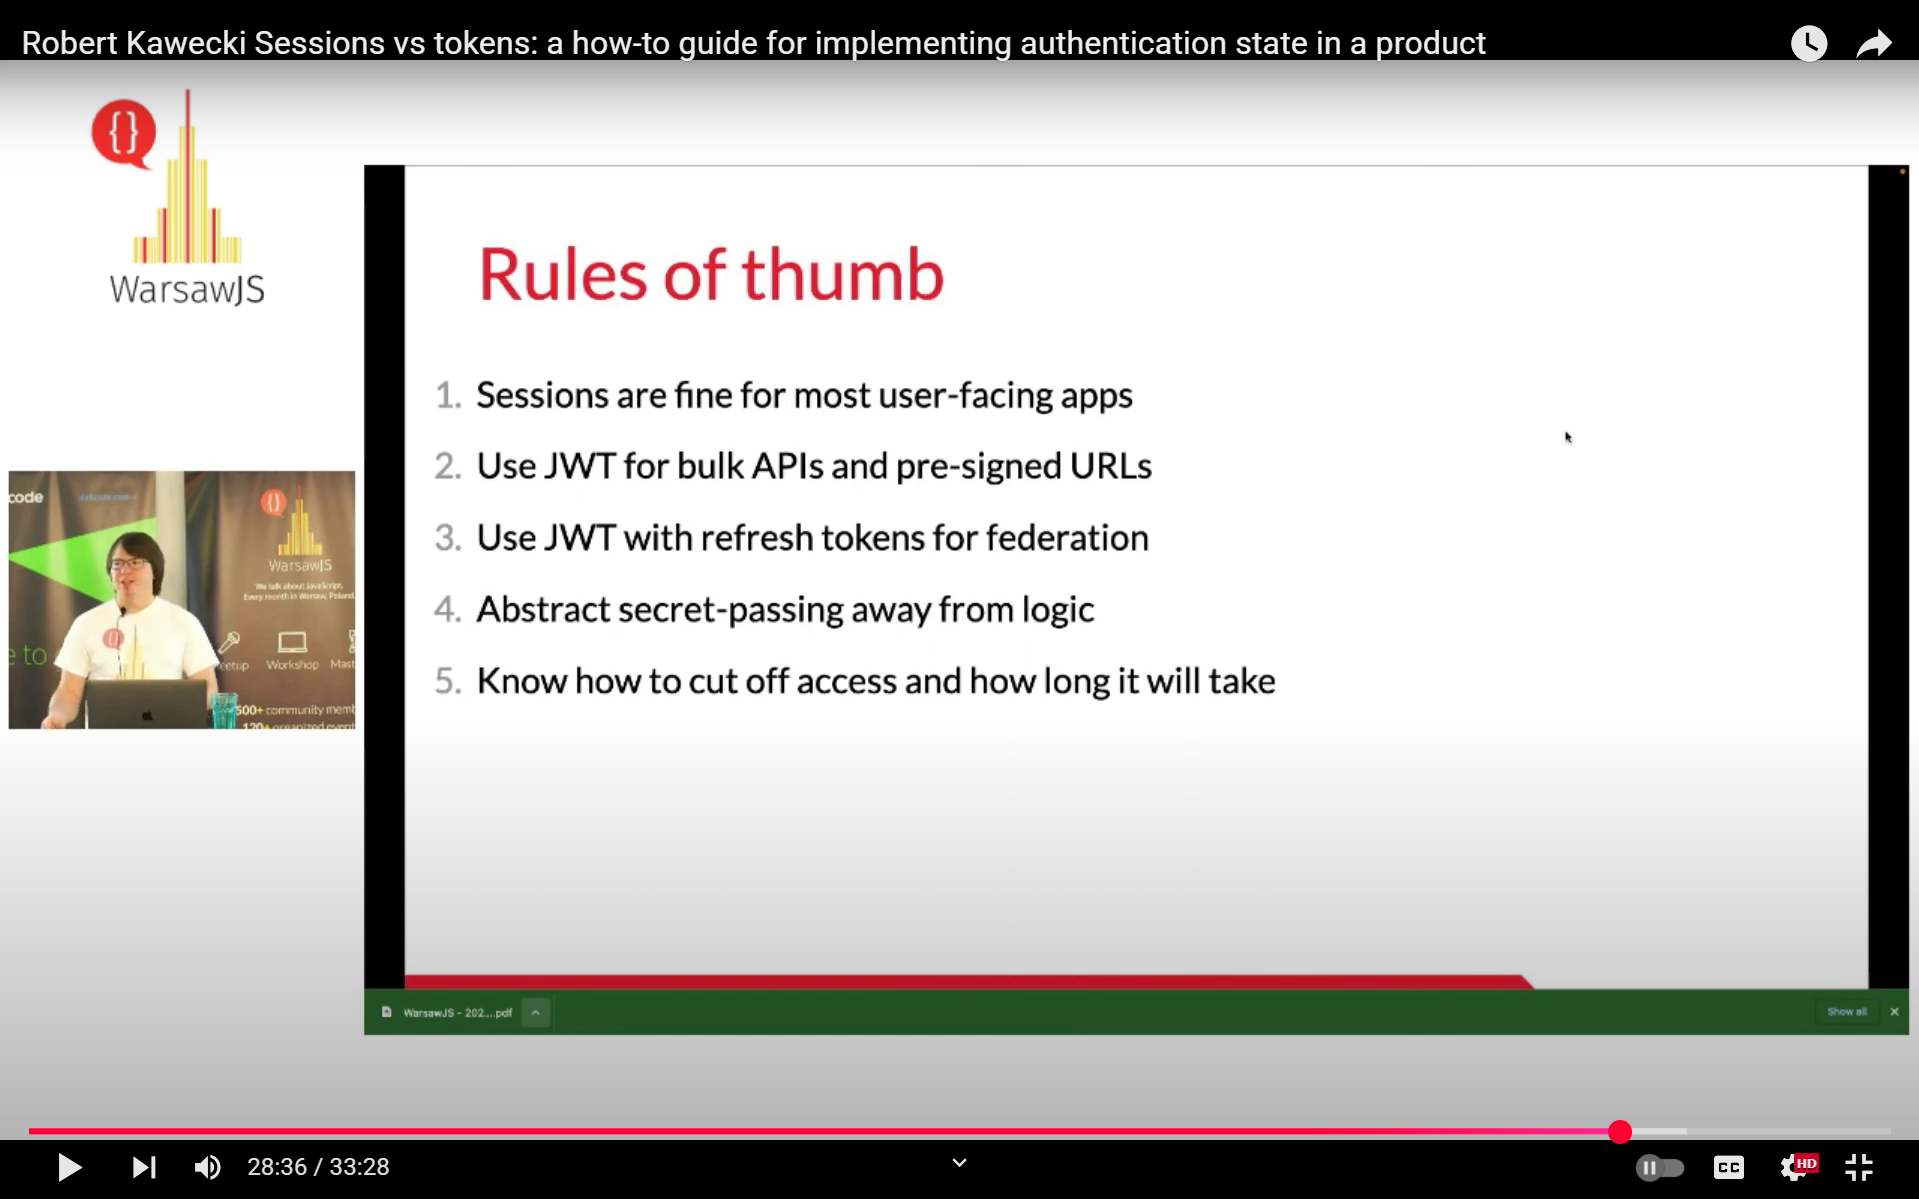 Robert Kawecki Sessions vs tokens: a how-to guide for implementing authentication state in a product
{}
WarsawJS
Rules of thumb
1. Sessions are fine for most user-facing apps
2. Use JWT for bulk APIs and pre-signed URLs
3. Use JWT with refresh tokens for federation
4. Abstract secret-passing away from logic
5. Know how to cut off access and how long it will take
code
{}
WarsawJS
We talk about JavaScript.
Every month in Warsaw, Poland.
e to
eetup Workshop Mast
500+ community memb
120+ organized event
WarsawJS - 202....pdf
Show all
28:36 / 33:28
CC
HD